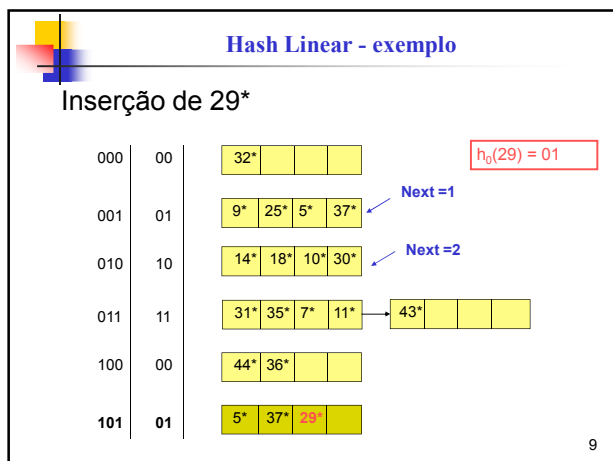 Hash Linear - exemplo
Inserção de 29*
h₀(29) = 01
000 00 32*
Next =1
001 01 9* 25* 5* 37*
Next =2
010 10 14* 18* 10* 30*
011 11 31* 35* 7* 11* 43*
100 00 44* 36*
101 01 5* 37* 29*
9